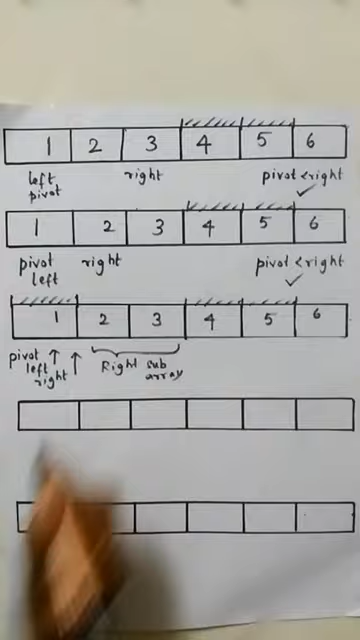 1 2 3 4 5 6
left right pivot < right
pivot ✓
1 2 3 4 5 6
pivot right pivot < right
left ✓
1 2 3 4 5 6
pivot ↑ ↑ Right sub
left array
right